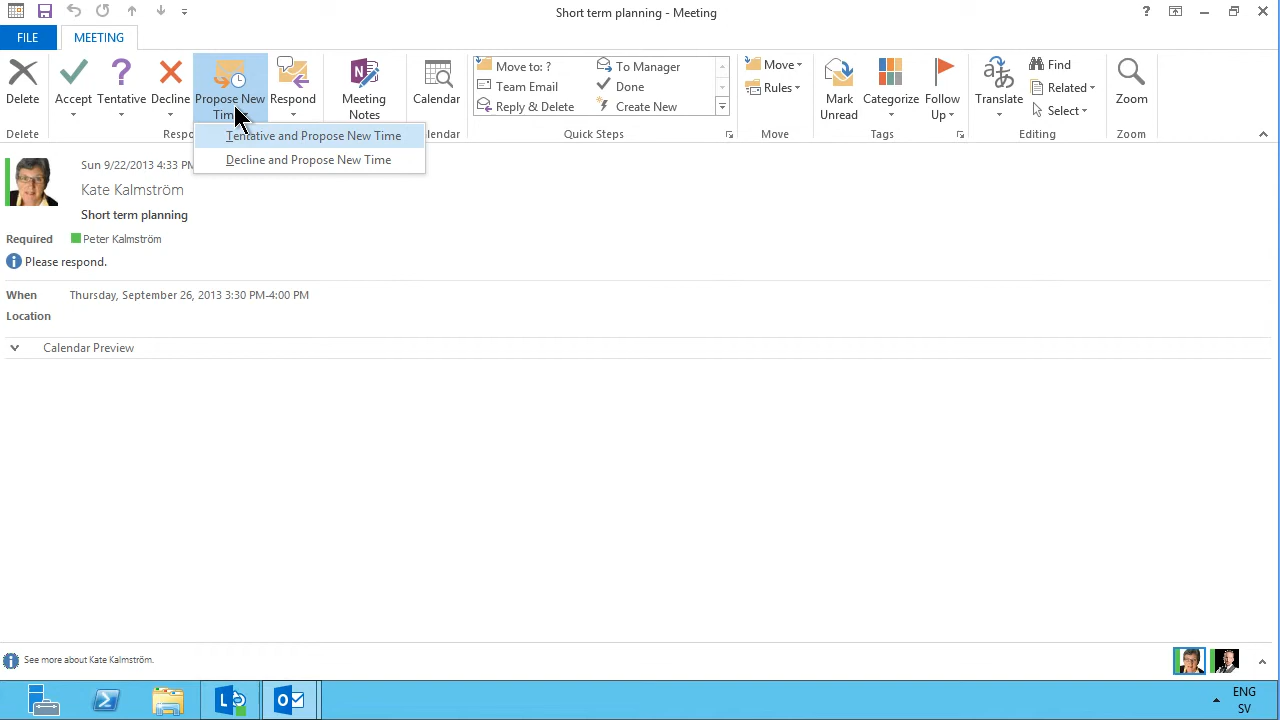 Short term planning - Meeting
?
FILE
MEETING
Delete
Accept
Tentative
Decline
Propose New
Respond
Meeting
Notes
Calendar
Move to: ?
To Manager
Team Email
Done
Reply & Delete
Create New
Move
Rules
Mark
Unread
Categorize
Follow
Up
Translate
Find
Related
Select
Zoom
Delete
Quick Steps
Move
Tags
Editing
Zoom
Tentative and Propose New Time
Decline and Propose New Time
Sun 9/22/2013 4:33 PM
Kate Kalmström
Short term planning
Required
Peter Kalmström
Please respond.
When
Thursday, September 26, 2013 3:30 PM-4:00 PM
Location
Calendar Preview
See more about Kate Kalmström.
ENG
SV